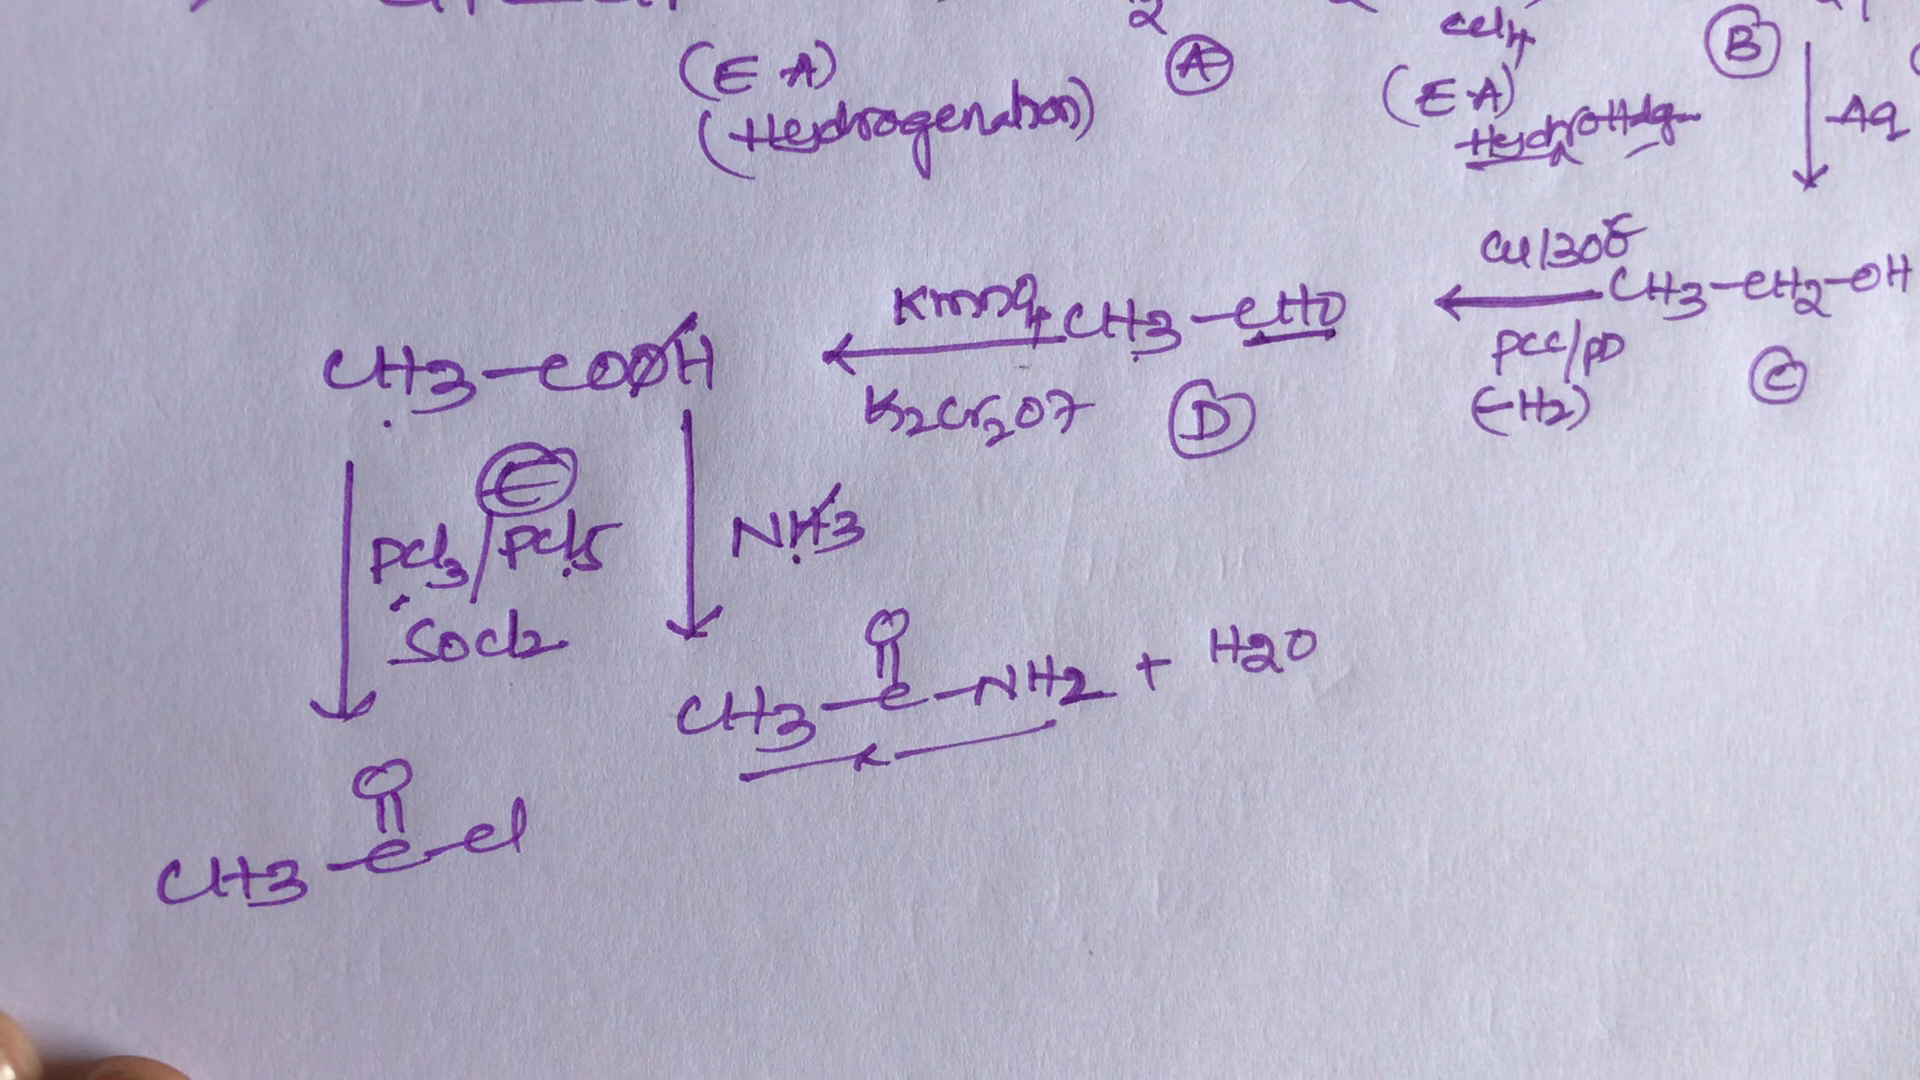 2
(A)
CCl4
(B)
(E A)
(Hydrogenation)
(E A)
Aq
Cu/300°
CH3-CH2-OH
PCC/PD
(-H2)
(C)
KMnO4
CH3-CHO
K2Cr2O7
(D)
CH3-COOH
(E)
PCl3/PCl5
SOCl2
NH3
O
CH3-C-NH2 + H2O
O
CH3-C-Cl